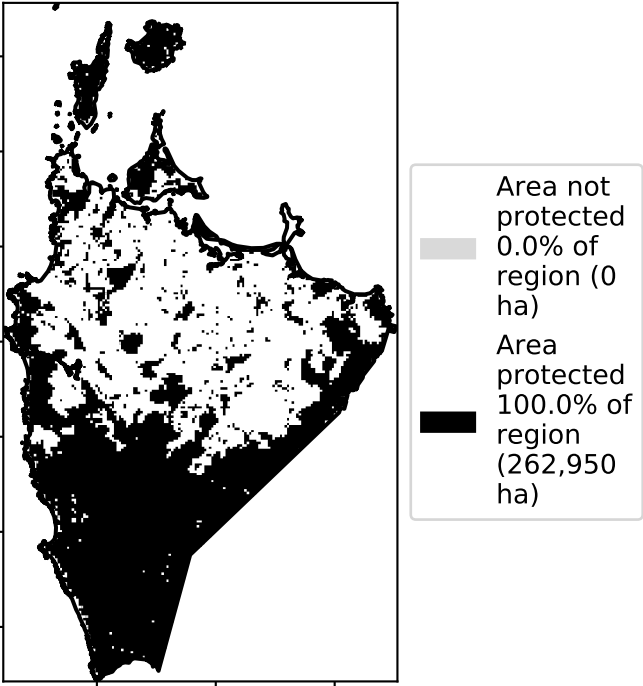 Area not
protected
0.0% of
region (0
ha)
Area
protected
100.0% of
region
(262,950
ha)